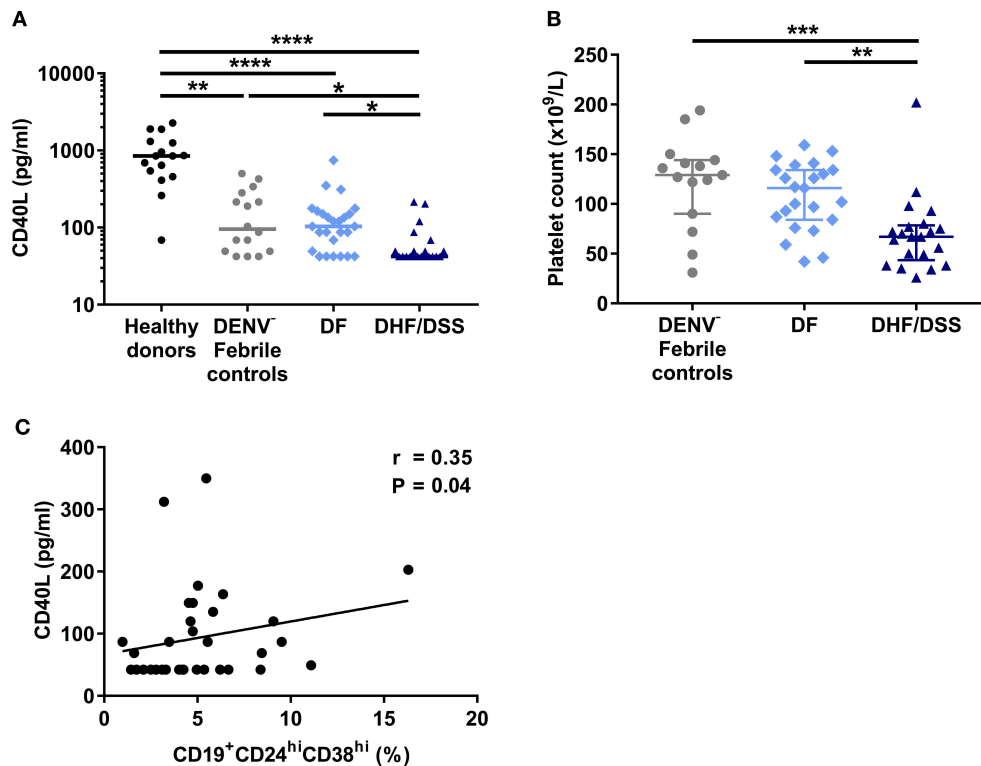 A
****
****
**
*
*
CD40L (pg/ml)
10000
1000
100
10
Healthy
donors
DENV⁻
Febrile
controls
DF
DHF/DSS
B
***
**
Platelet count (x10⁹/L)
250
200
150
100
50
0
DENV⁻
Febrile
controls
DF
DHF/DSS
C
r = 0.35
P = 0.04
CD40L (pg/ml)
400
300
200
100
0
0 5 10 15 20
CD19⁺CD24ʰⁱCD38ʰⁱ (%)